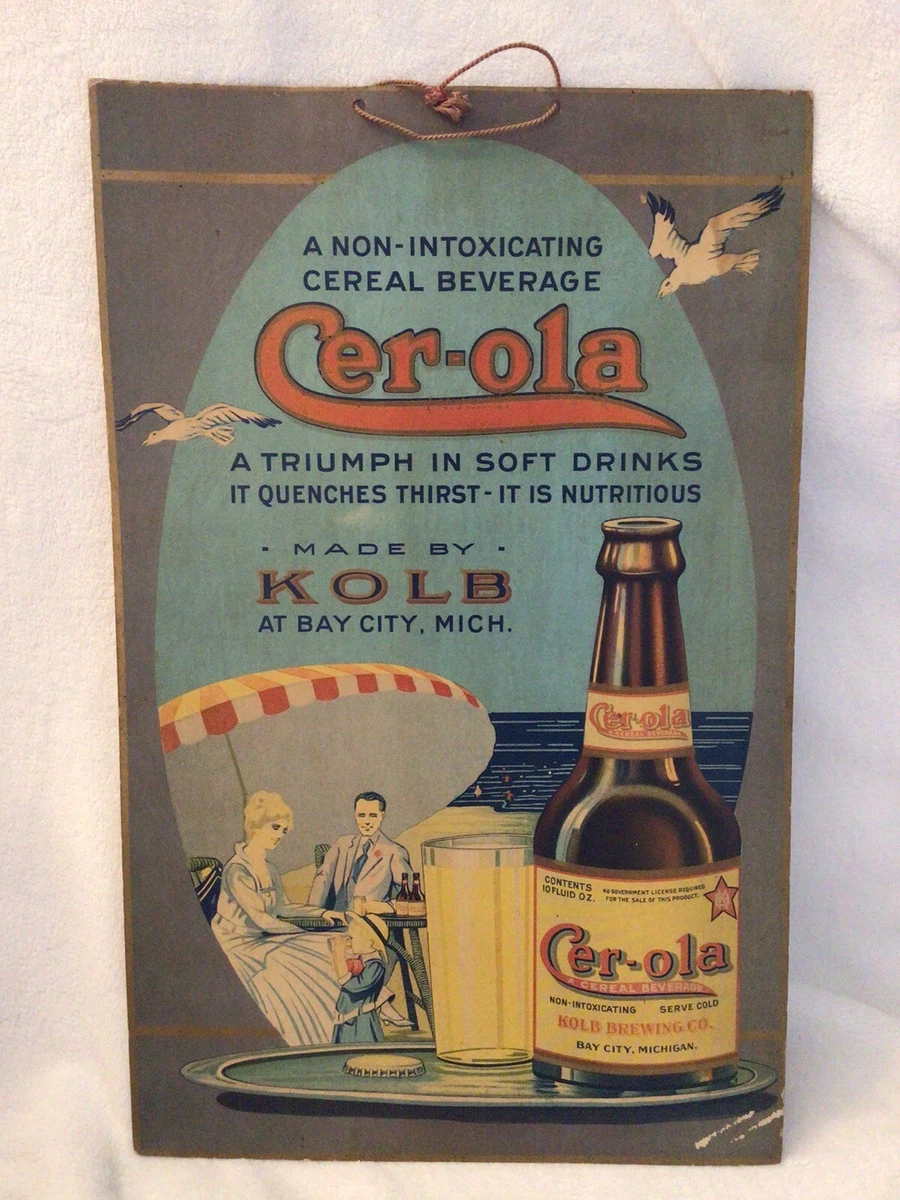 A NON-INTOXICATING
CEREAL BEVERAGE
Cer-ola
A TRIUMPH IN SOFT DRINKS
IT QUENCHES THIRST - IT IS NUTRITIOUS
- MADE BY -
KOLB
AT BAY CITY, MICH.
Cer-ola
A CEREAL BEVERAGE
CONTENTS
10 FLUID OZ.
NO GOVERNMENT LICENSE REQUIRED
FOR THE SALE OF THIS PRODUCT.
Cer-ola
A CEREAL BEVERAGE
NON-INTOXICATING SERVE COLD
KOLB BREWING CO.
BAY CITY, MICHIGAN.